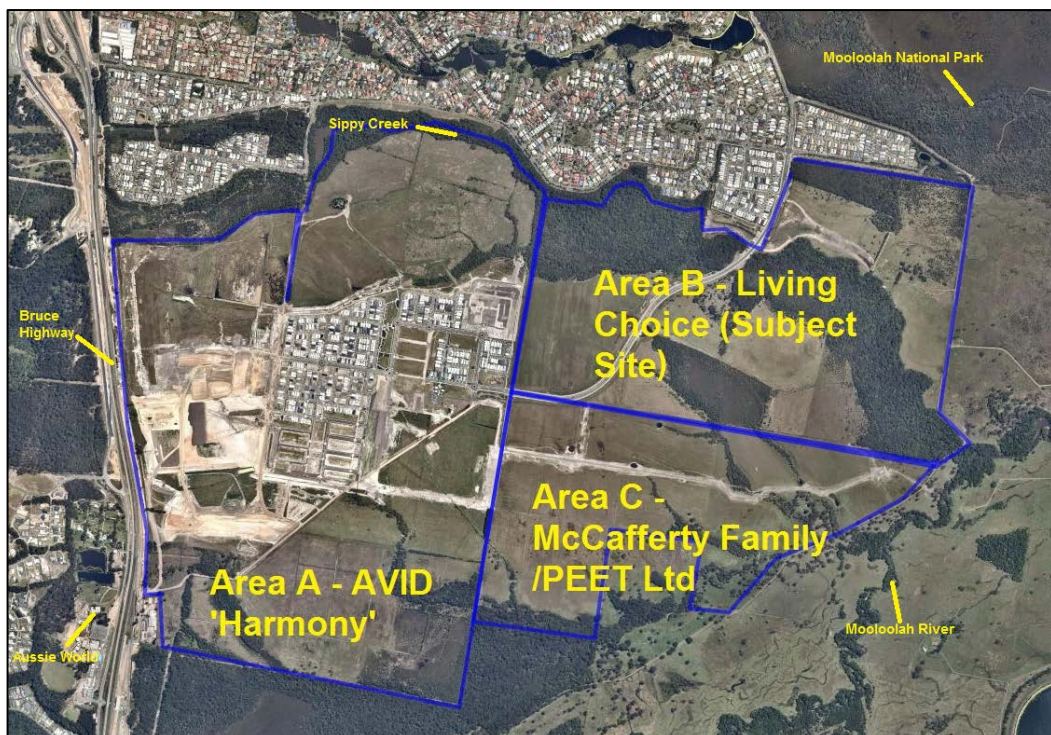 Mooloolah National Park
Sippy Creek
Area B - Living
Choice (Subject
Site)
Bruce
Highway
Area C -
McCafferty Family
/PEET Ltd
Area A - AVID
'Harmony'
Mooloolah River
Aussie World